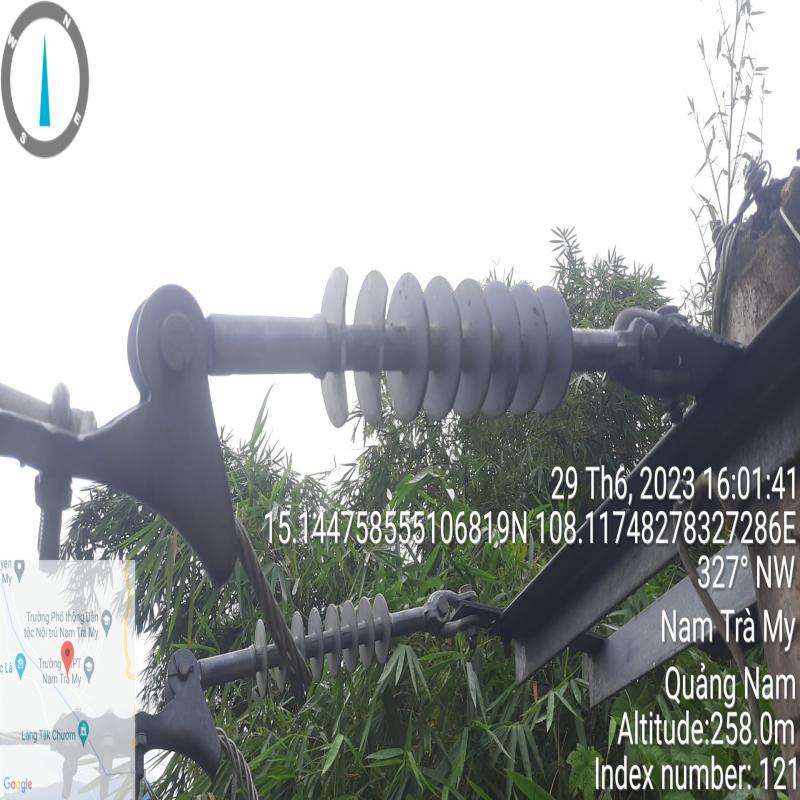 N
W
E
S
29 Th6, 2023 16:01:41
15.144758555106819N 108.11748278327286E
327° NW
Nam Trà My
Quảng Nam
Altitude:258.0m
Index number: 121
My
Trường Phổ thông Dân
tộc Nội trú Nam Trà My
Trường
Nam Trà My
Làng Tăk Chươm
Google